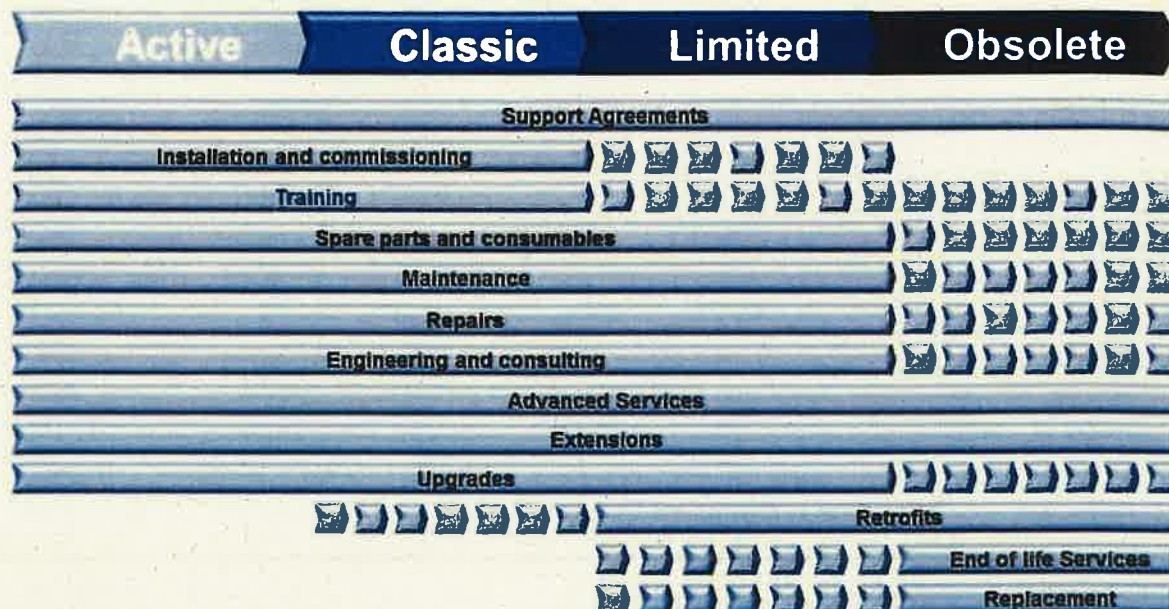 Active Classic Limited Obsolete
Support Agreements
Installation and commissioning
Training
Spare parts and consumables
Maintenance
Repairs
Engineering and consulting
Advanced Services
Extensions
Upgrades
Retrofits
End of life Services
Replacement